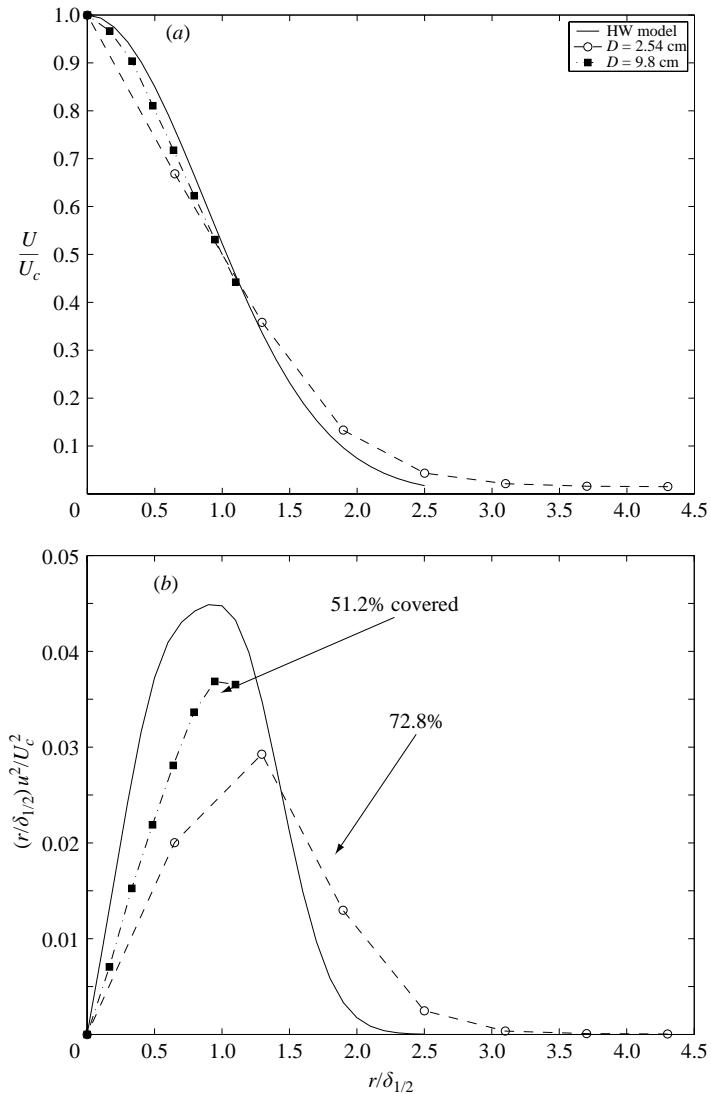 (a)
HW model
D = 2.54 cm
D = 9.8 cm
1.0
0.9
0.8
0.7
0.6
0.5
0.4
0.3
0.2
0.1
0
U
U_c
0.5 1.0 1.5 2.0 2.5 3.0 3.5 4.0 4.5
(b)
51.2% covered
72.8%
0.05
0.04
0.03
0.02
0.01
0
(r/δ_{1/2}) u^2/U_c^2
0.5 1.0 1.5 2.0 2.5 3.0 3.5 4.0 4.5
r/δ_{1/2}